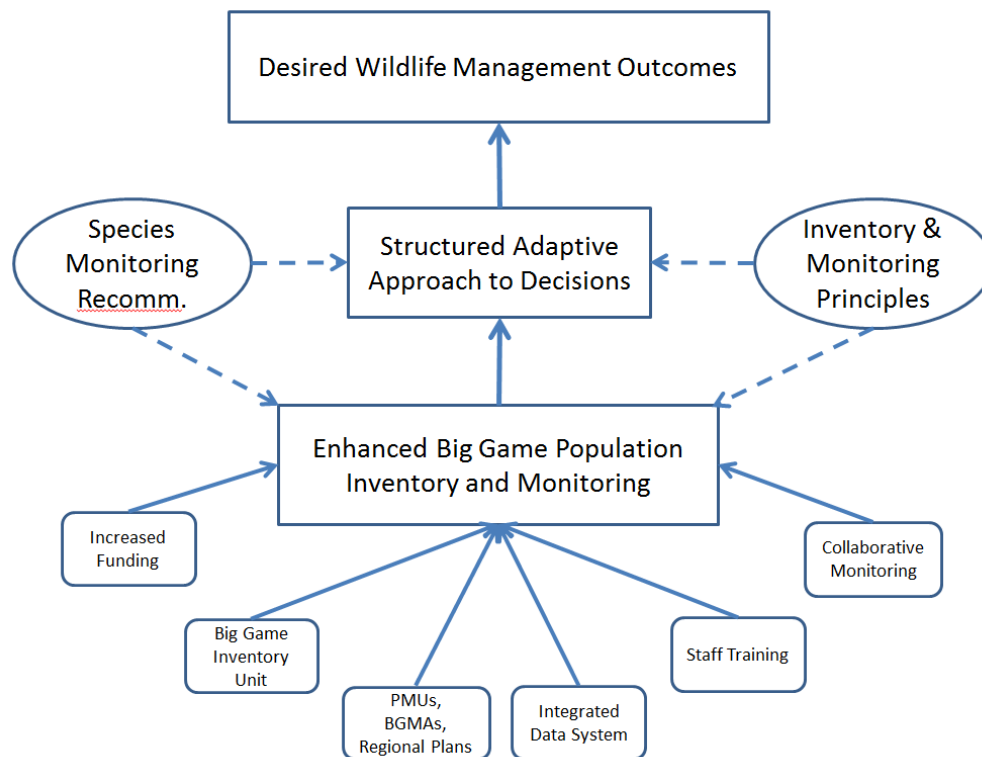 Desired Wildlife Management Outcomes
Species
Monitoring
Recomm.
Structured Adaptive
Approach to Decisions
Inventory &
Monitoring
Principles
Enhanced Big Game Population
Inventory and Monitoring
Increased
Funding
Collaborative
Monitoring
Big Game
Inventory
Unit
Staff Training
PMUs,
BGMAs,
Regional Plans
Integrated
Data System